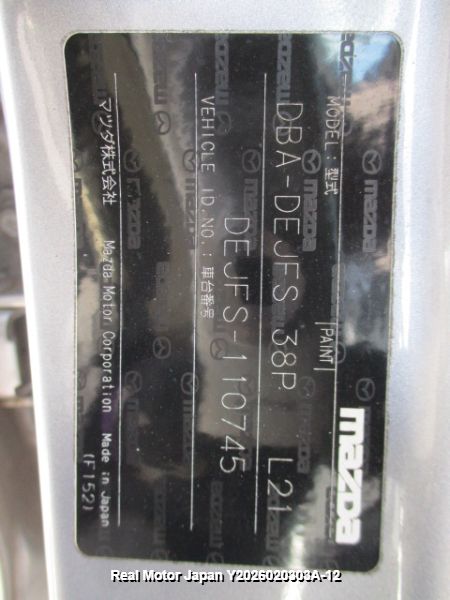 mazda
MODEL:型式 PAINT
DBA-DEJFS 38P L21
VEHICLE ID.NO.:車台番号
DEJFS-110745
マツダ株式会社 Mazda Motor Corporation Made in Japan
(F152)
Real Motor Japan Y2026020303A-12